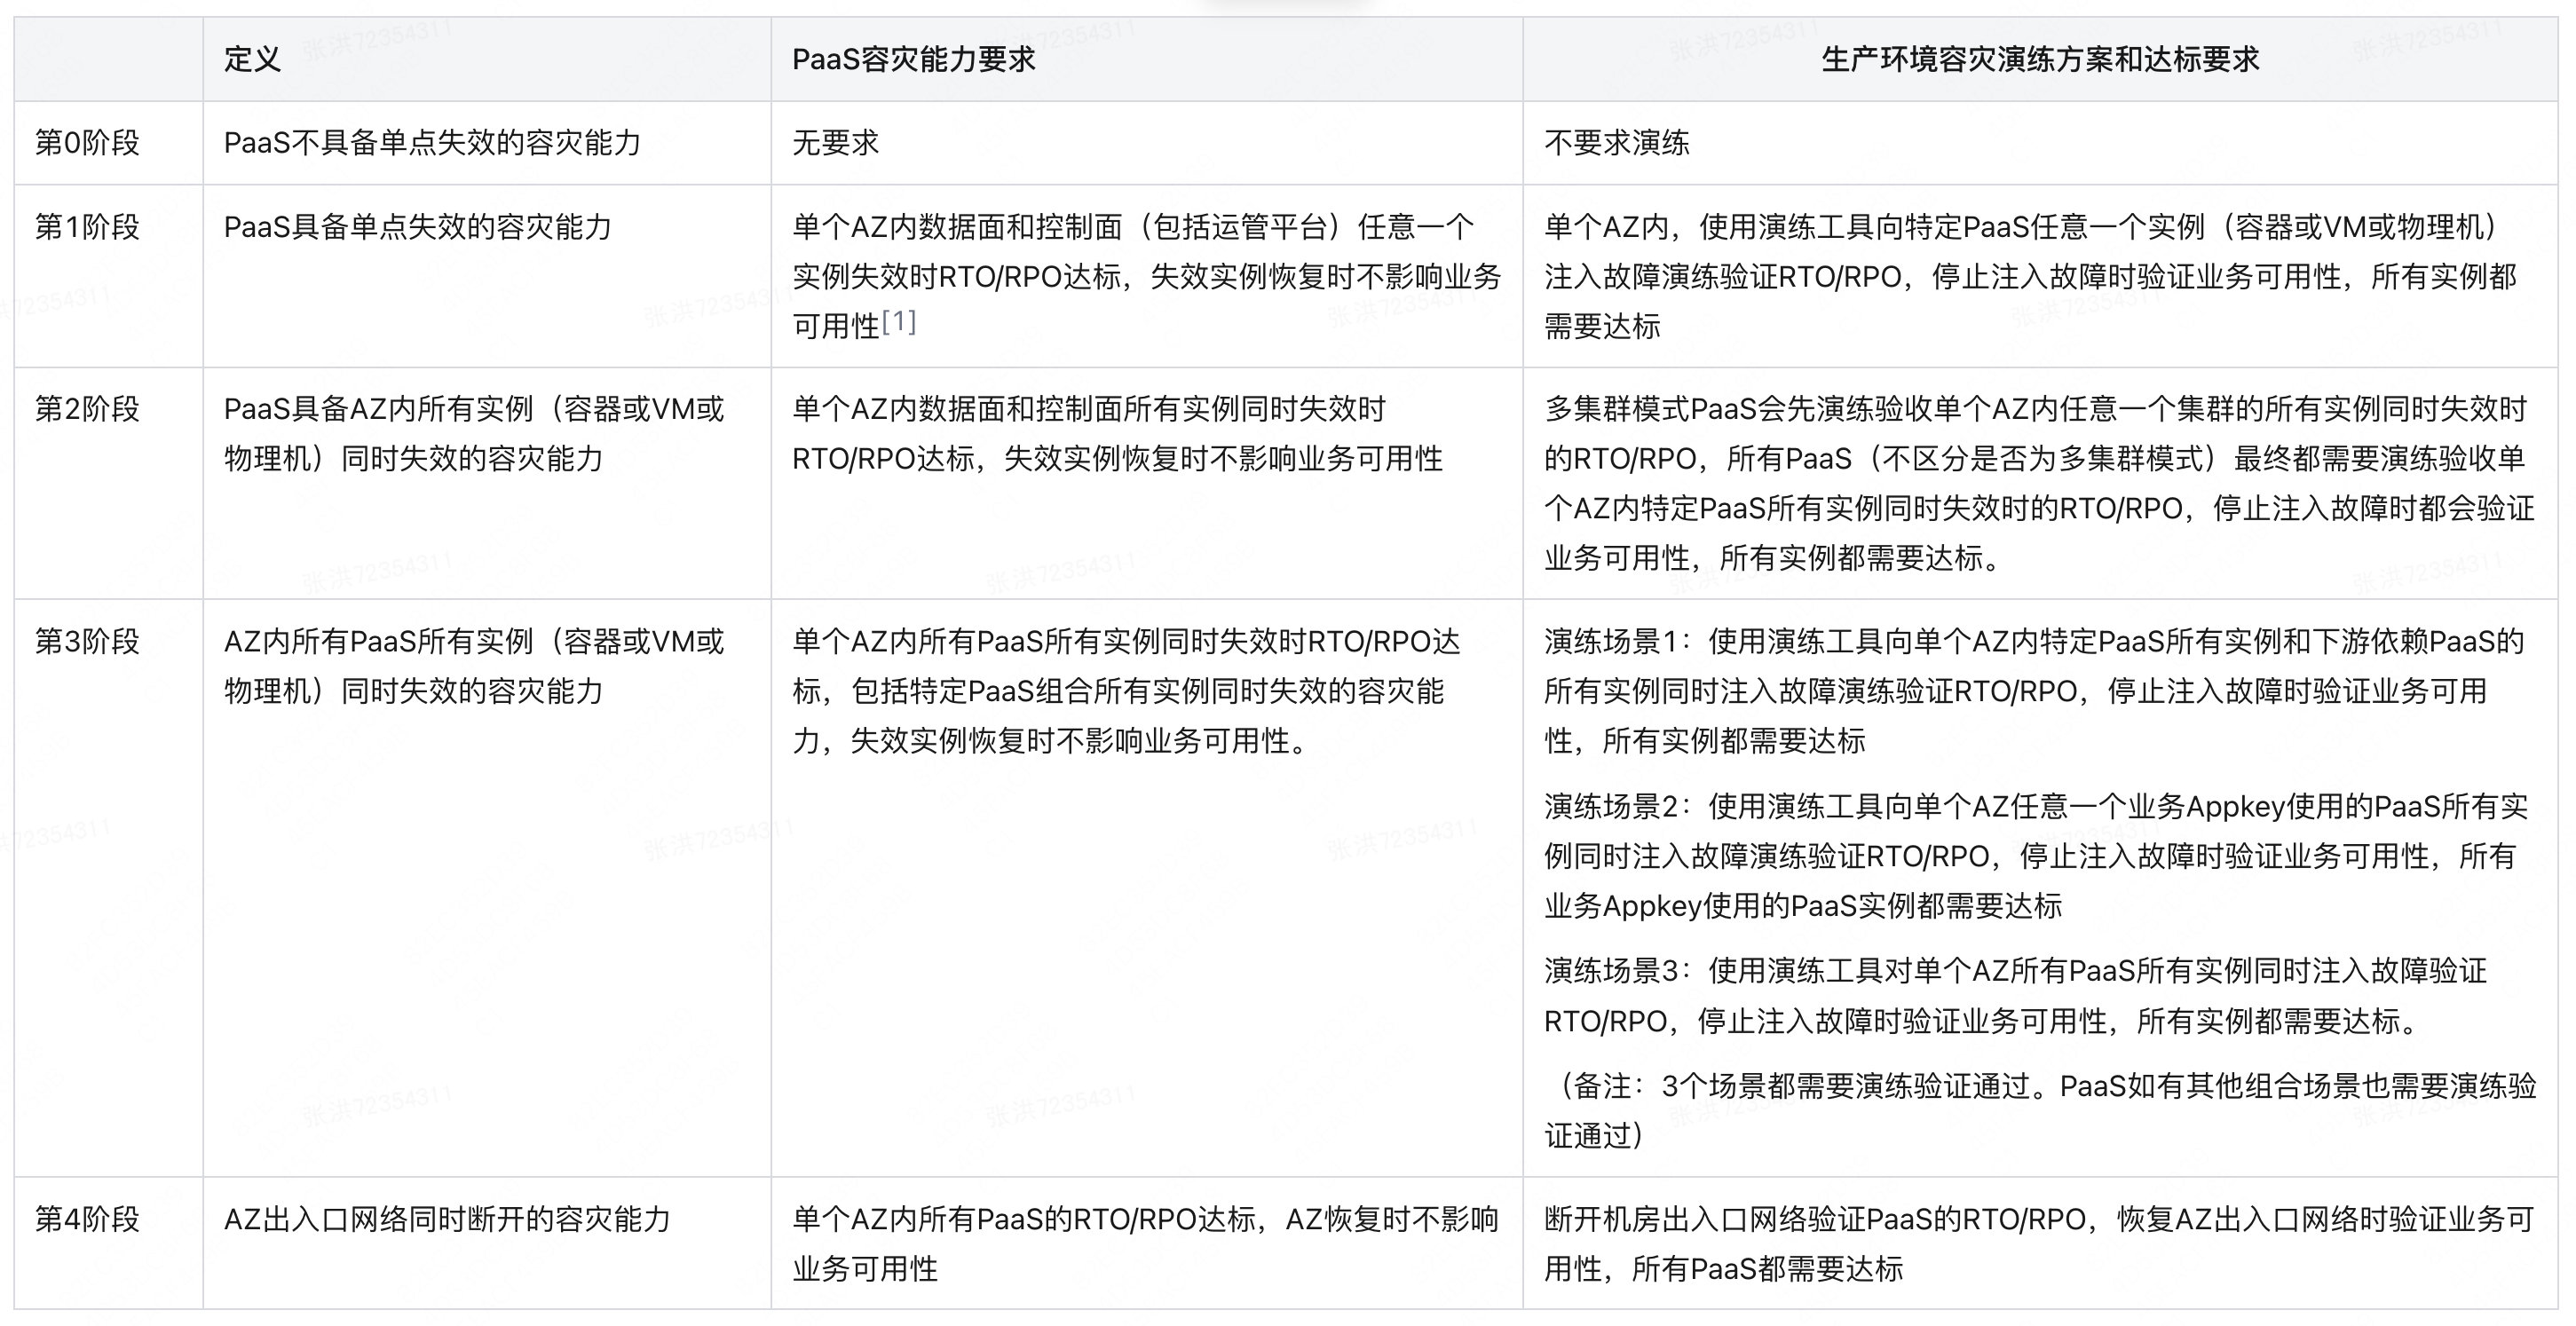 定义
PaaS容灾能力要求
生产环境容灾演练方案和达标要求
第0阶段
PaaS不具备单点失效的容灾能力
无要求
不要求演练
第1阶段
PaaS具备单点失效的容灾能力
单个AZ内数据面和控制面（包括运管平台）任意一个
实例失效时RTO/RPO达标，失效实例恢复时不影响业务
可用性[1]
单个AZ内，使用演练工具向特定PaaS任意一个实例（容器或VM或物理机）
注入故障演练验证RTO/RPO，停止注入故障时验证业务可用性，所有实例都
需要达标
第2阶段
PaaS具备AZ内所有实例（容器或VM或
物理机）同时失效的容灾能力
单个AZ内数据面和控制面所有实例同时失效时
RTO/RPO达标，失效实例恢复时不影响业务可用性
多集群模式PaaS会先演练验收单个AZ内任意一个集群的所有实例同时失效时
的RTO/RPO，所有PaaS（不区分是否为多集群模式）最终都需要演练验收单
个AZ内特定PaaS所有实例同时失效时的RTO/RPO，停止注入故障时都会验证
业务可用性，所有实例都需要达标。
第3阶段
AZ内所有PaaS所有实例（容器或VM或
物理机）同时失效的容灾能力
单个AZ内所有PaaS所有实例同时失效时RTO/RPO达
标，包括特定PaaS组合所有实例同时失效的容灾能
力，失效实例恢复时不影响业务可用性。
演练场景1：使用演练工具向单个AZ内特定PaaS所有实例和下游依赖PaaS的
所有实例同时注入故障演练验证RTO/RPO，停止注入故障时验证业务可用
性，所有实例都需要达标
演练场景2：使用演练工具向单个AZ任意一个业务Appkey使用的PaaS所有实
例同时注入故障演练验证RTO/RPO，停止注入故障时验证业务可用性，所有
业务Appkey使用的PaaS实例都需要达标
演练场景3：使用演练工具对单个AZ所有PaaS所有实例同时注入故障验证
RTO/RPO，停止注入故障时验证业务可用性，所有实例都需要达标。
（备注：3个场景都需要演练验证通过。PaaS如有其他组合场景也需要演练验
证通过）
第4阶段
AZ出入口网络同时断开的容灾能力
单个AZ内所有PaaS的RTO/RPO达标，AZ恢复时不影响
业务可用性
断开机房出入口网络验证PaaS的RTO/RPO，恢复AZ出入口网络时验证业务可
用性，所有PaaS都需要达标
张洪72354311